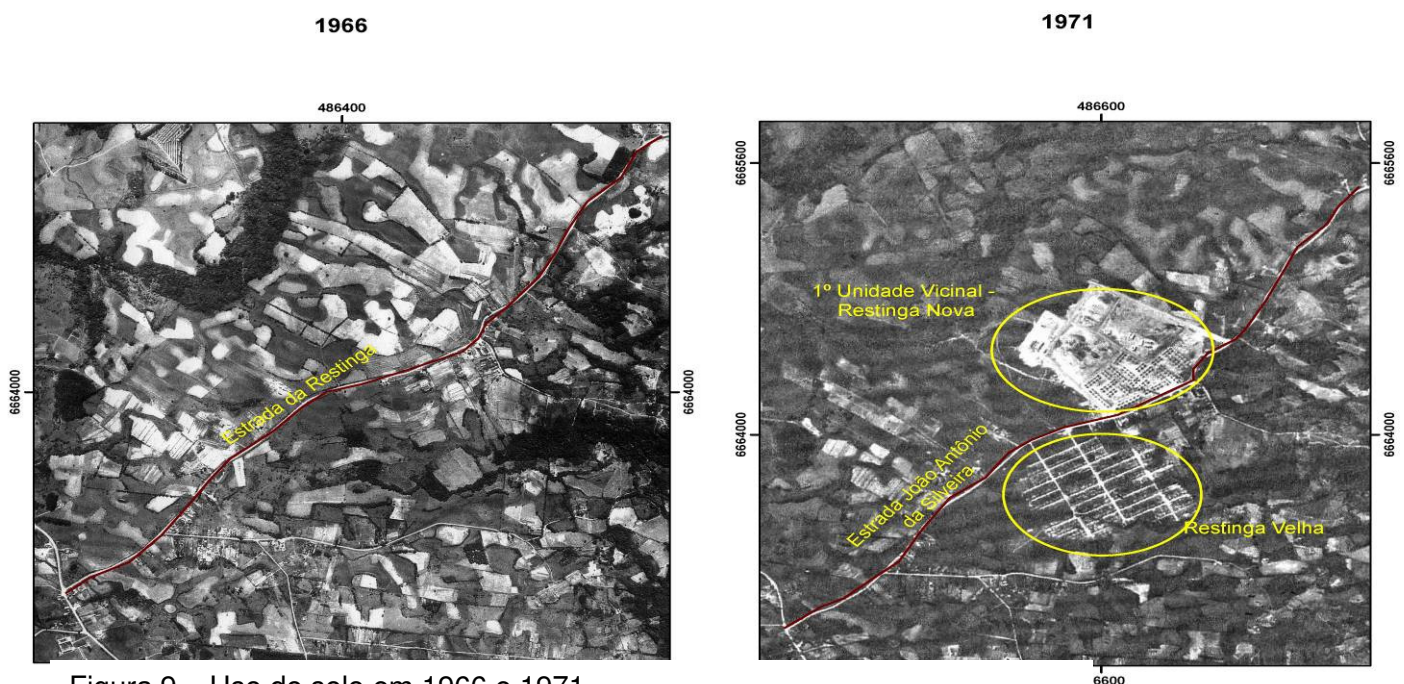 1966
1971
486400
486600
6665600
6665600
1º Unidade Vicinal -
Restinga Nova
Estrada da Restinga
6664000
6664000
6664000
6664000
Estrada João Antônio
da Silveira
Restinga Velha
Figura 9 – Uso do solo em 1966 e 1971
6600